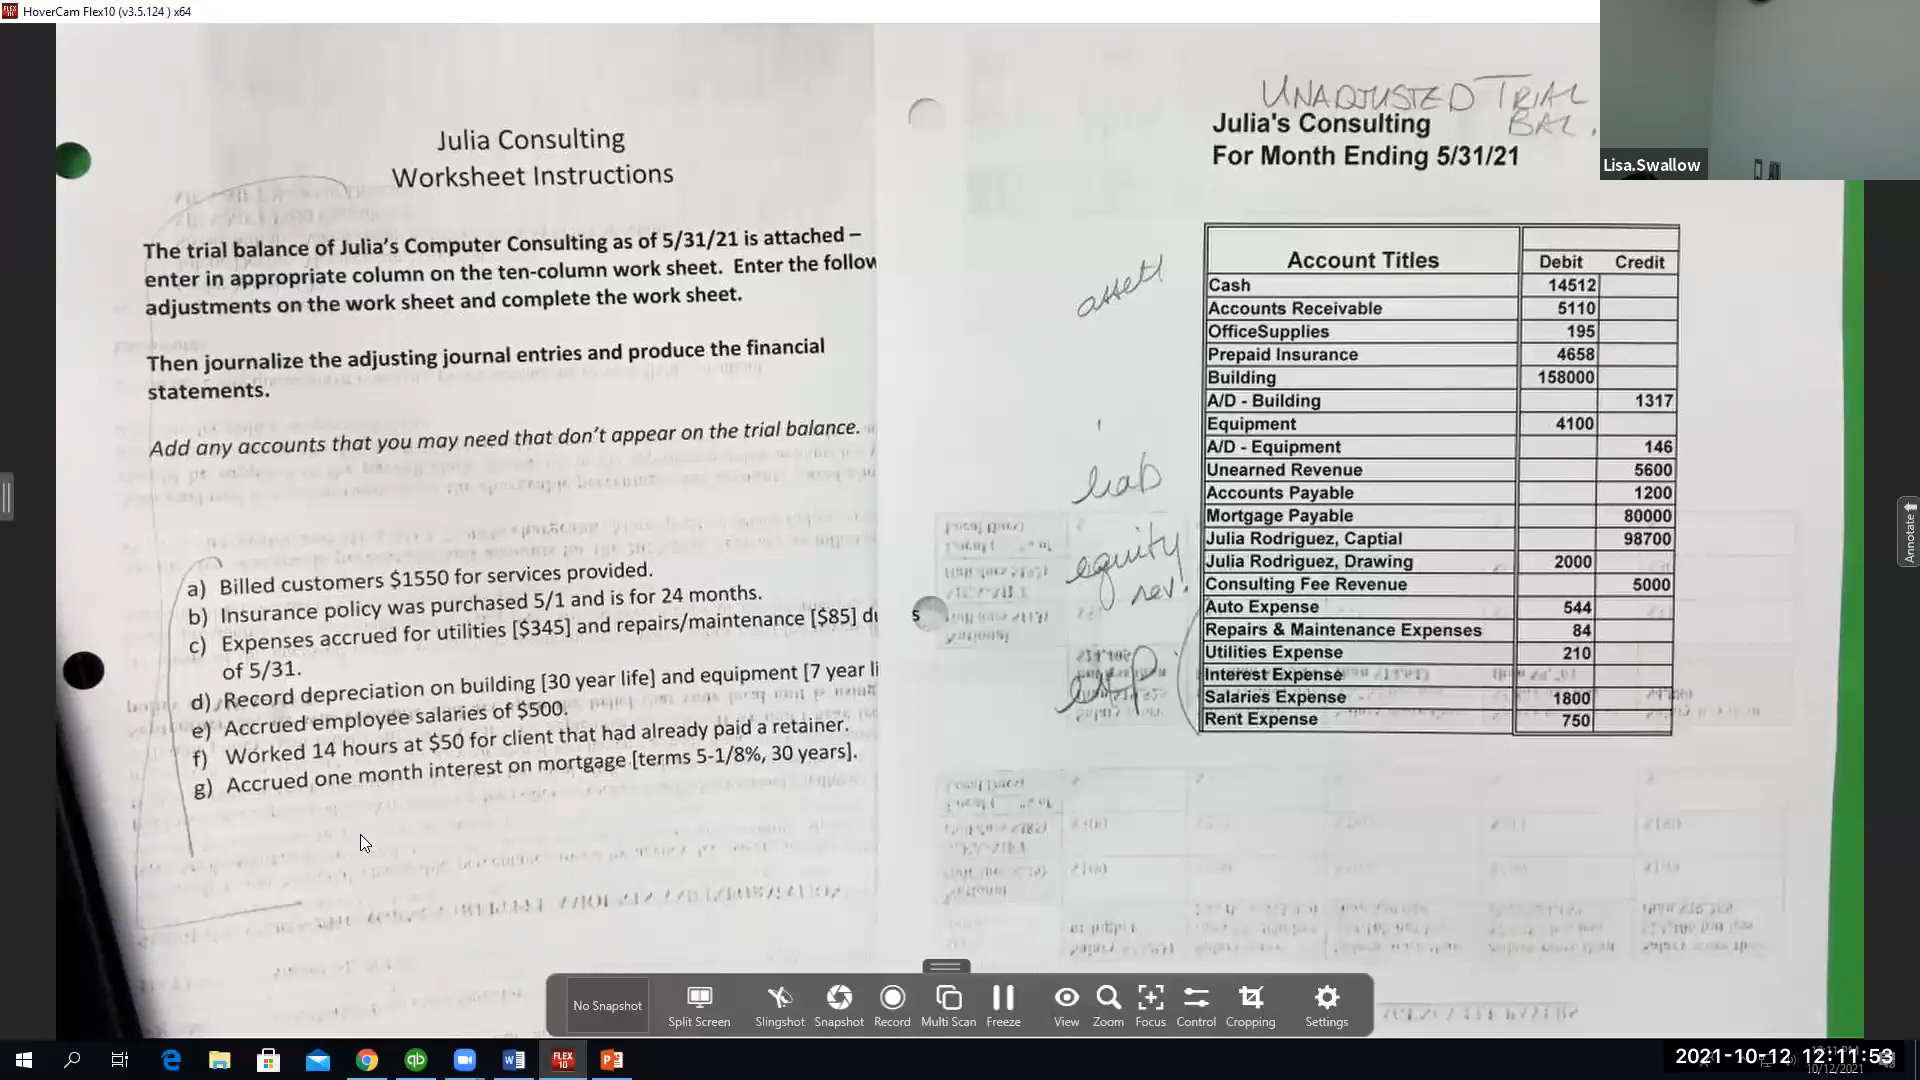 HoverCam Flex10 (v3.5.124 ) x64
Julia Consulting
Worksheet Instructions
The trial balance of Julia's Computer Consulting as of 5/31/21 is attached –
enter in appropriate column on the ten-column work sheet. Enter the follow
adjustments on the work sheet and complete the work sheet.
Then journalize the adjusting journal entries and produce the financial
statements.
Add any accounts that you may need that don't appear on the trial balance.
a) Billed customers $1550 for services provided.
b) Insurance policy was purchased 5/1 and is for 24 months.
c) Expenses accrued for utilities [$345] and repairs/maintenance [$85] du
of 5/31.
d) Record depreciation on building [30 year life] and equipment [7 year li
e) Accrued employee salaries of $500.
f) Worked 14 hours at $50 for client that had already paid a retainer.
g) Accrued one month interest on mortgage [terms 5-1/8%, 30 years].
UNADJUSTED TRIAL
BAL.
Julia's Consulting
For Month Ending 5/31/21
Lisa.Swallow
Account Titles Debit Credit
Cash 14512
Accounts Receivable 5110
OfficeSupplies 195
Prepaid Insurance 4658
Building 158000
A/D - Building 1317
Equipment 4100
A/D - Equipment 146
Unearned Revenue 5600
Accounts Payable 1200
Mortgage Payable 80000
Julia Rodriguez, Captial 98700
Julia Rodriguez, Drawing 2000
Consulting Fee Revenue 5000
Auto Expense 544
Repairs & Maintenance Expenses 84
Utilities Expense 210
Interest Expense
Salaries Expense 1800
Rent Expense 750
liab
equity
rev.
exp
S
Annotate
No Snapshot
Split Screen
Slingshot
Snapshot
Record
Multi Scan
Freeze
View
Zoom
Focus
Control
Cropping
Settings
FLEX
10
2021-10-12 12:11:53
10/12/2021